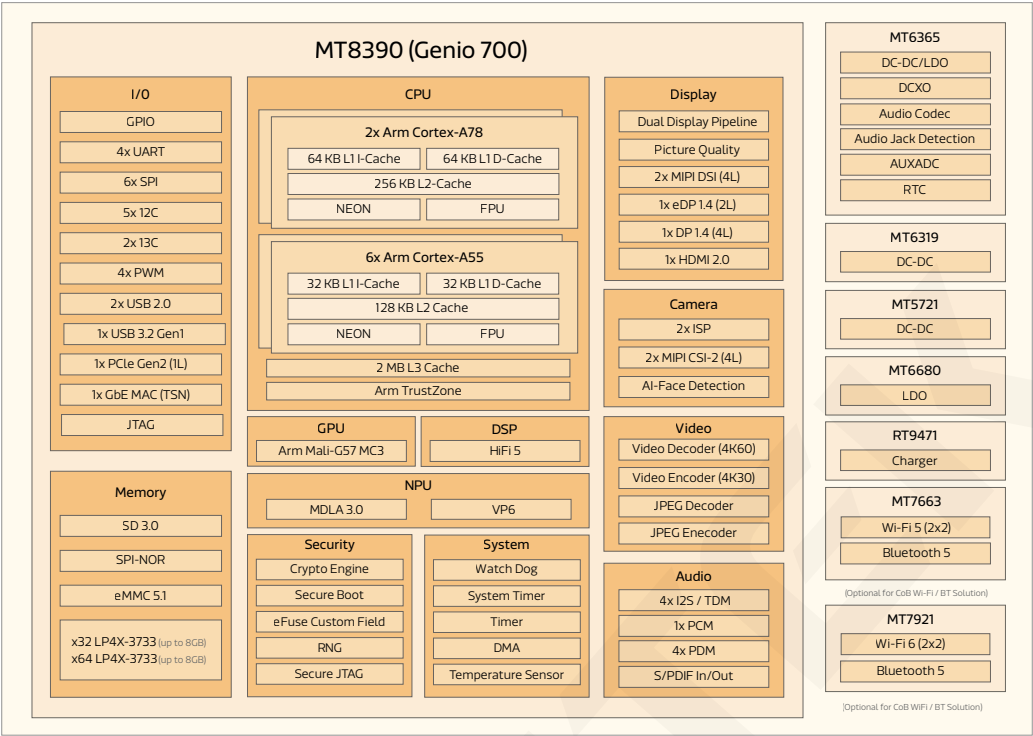 MT8390 (Genio 700)
I/0
GPIO
4x UART
6x SPI
5x 12C
2x 13C
4x PWM
2x USB 2.0
1x USB 3.2 Gen1
1x PCIe Gen2 (1L)
1x GbE MAC (TSN)
JTAG
Memory
SD 3.0
SPI-NOR
eMMC 5.1
x32 LP4X-3733 (up to 8GB)
x64 LP4X-3733 (up to 8GB)
CPU
2x Arm Cortex-A78
64 KB L1 I-Cache
64 KB L1 D-Cache
256 KB L2-Cache
NEON
FPU
6x Arm Cortex-A55
32 KB L1 I-Cache
32 KB L1 D-Cache
128 KB L2 Cache
NEON
FPU
2 MB L3 Cache
Arm TrustZone
GPU
Arm Mali-G57 MC3
DSP
HiFi 5
NPU
MDLA 3.0
VP6
Security
Crypto Engine
Secure Boot
eFuse Custom Field
RNG
Secure JTAG
System
Watch Dog
System Timer
Timer
DMA
Temperature Sensor
Display
Dual Display Pipeline
Picture Quality
2x MIPI DSI (4L)
1x eDP 1.4 (2L)
1x DP 1.4 (4L)
1x HDMI 2.0
Camera
2x ISP
2x MIPI CSI-2 (4L)
AI-Face Detection
Video
Video Decoder (4K60)
Video Encoder (4K30)
JPEG Decoder
JPEG Enecoder
Audio
4x I2S / TDM
1x PCM
4x PDM
S/PDIF In/Out
MT6365
DC-DC/LDO
DCXO
Audio Codec
Audio Jack Detection
AUXADC
RTC
MT6319
DC-DC
MT5721
DC-DC
MT6680
LDO
RT9471
Charger
MT7663
Wi-Fi 5 (2x2)
Bluetooth 5
(Optional for CoB Wi-Fi / BT Solution)
MT7921
Wi-Fi 6 (2x2)
Bluetooth 5
(Optional for CoB WiFi / BT Solution)